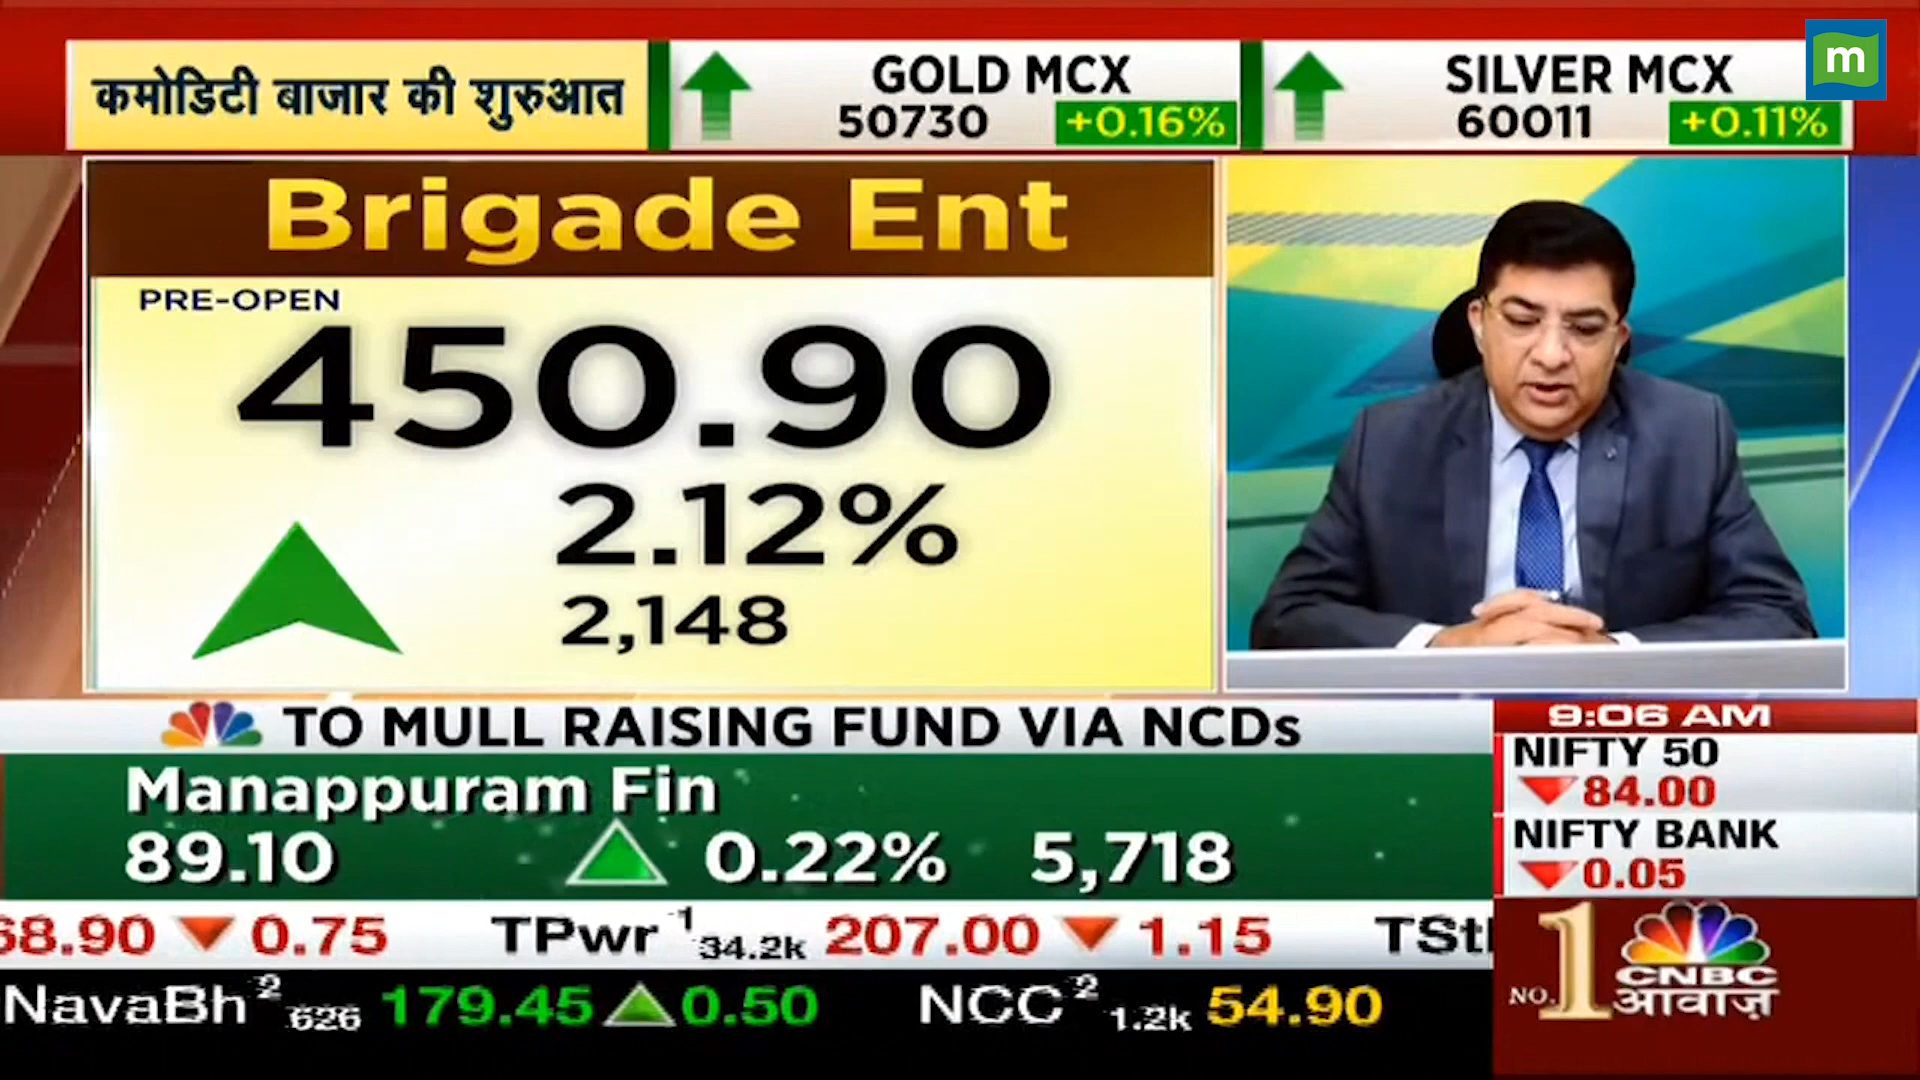 कमोडिटी बाजार की शुरुआत
GOLD MCX
50730 +0.16%
SILVER MCX
60011 +0.11%
m
Brigade Ent
PRE-OPEN
450.90
2.12%
2,148
TO MULL RAISING FUND VIA NCDs
Manappuram Fin
89.10 0.22% 5,718
9:06 AM
NIFTY 50
84.00
NIFTY BANK
0.05
68.90 0.75 TPwr 1 34.2k 207.00 1.15
NavaBh 2 626 179.45 0.50 NCC 2 1.2k 54.90
NO. 1 CNBC
आवाज़